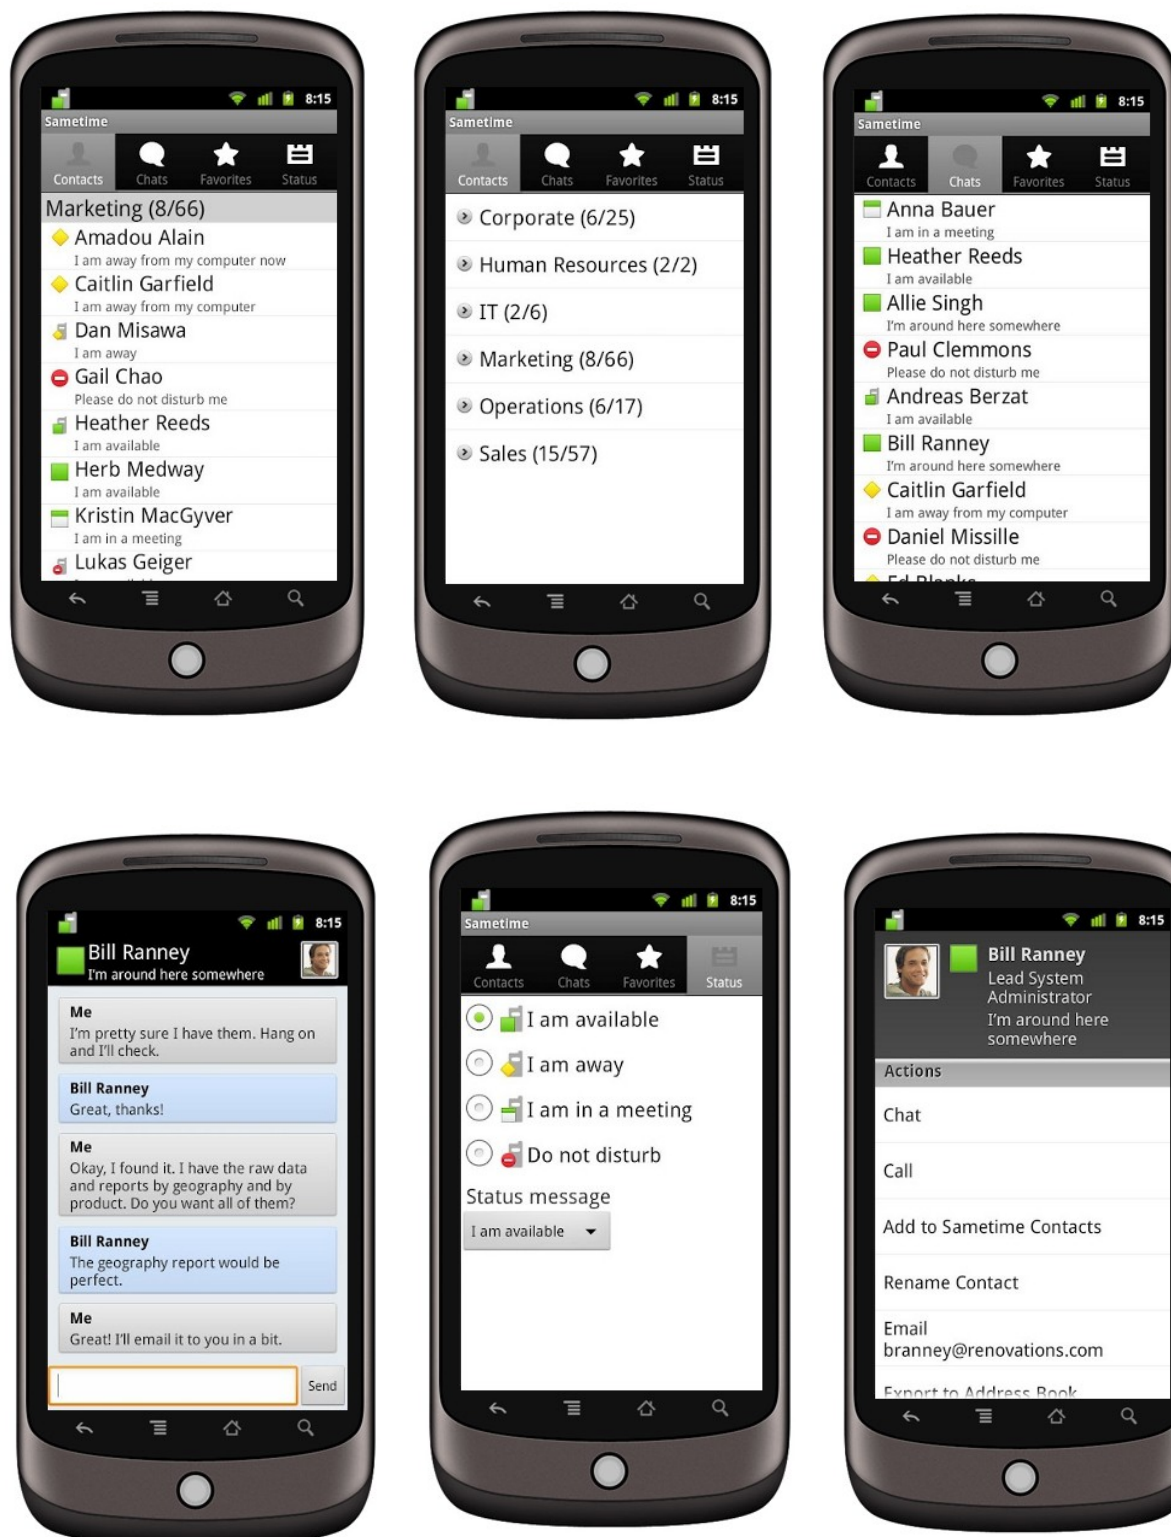 8:15
Sametime
Contacts Chats Favorites Status
Marketing (8/66)
Amadou Alain
I am away from my computer now
Caitlin Garfield
I am away from my computer
Dan Misawa
I am away
Gail Chao
Please do not disturb me
Heather Reeds
I am available
Herb Medway
I am available
Kristin MacGyver
I am in a meeting
Lukas Geiger
8:15
Sametime
Contacts Chats Favorites Status
Corporate (6/25)
Human Resources (2/2)
IT (2/6)
Marketing (8/66)
Operations (6/17)
Sales (15/57)
8:15
Sametime
Contacts Chats Favorites Status
Anna Bauer
I am in a meeting
Heather Reeds
I am available
Allie Singh
I'm around here somewhere
Paul Clemmons
Please do not disturb me
Andreas Berzat
I am available
Bill Ranney
I'm around here somewhere
Caitlin Garfield
I am away from my computer
Daniel Missille
Please do not disturb me
Ed Blanks
8:15
Bill Ranney
I'm around here somewhere
Me
I'm pretty sure I have them. Hang on
and I'll check.
Bill Ranney
Great, thanks!
Me
Okay, I found it. I have the raw data
and reports by geography and by
product. Do you want all of them?
Bill Ranney
The geography report would be
perfect.
Me
Great! I'll email it to you in a bit.
Send
8:15
Sametime
Contacts Chats Favorites Status
I am available
I am away
I am in a meeting
Do not disturb
Status message
I am available
8:15
Bill Ranney
Lead System
Administrator
I'm around here
somewhere
Actions
Chat
Call
Add to Sametime Contacts
Rename Contact
Email
branney@renovations.com
Export to Address Book